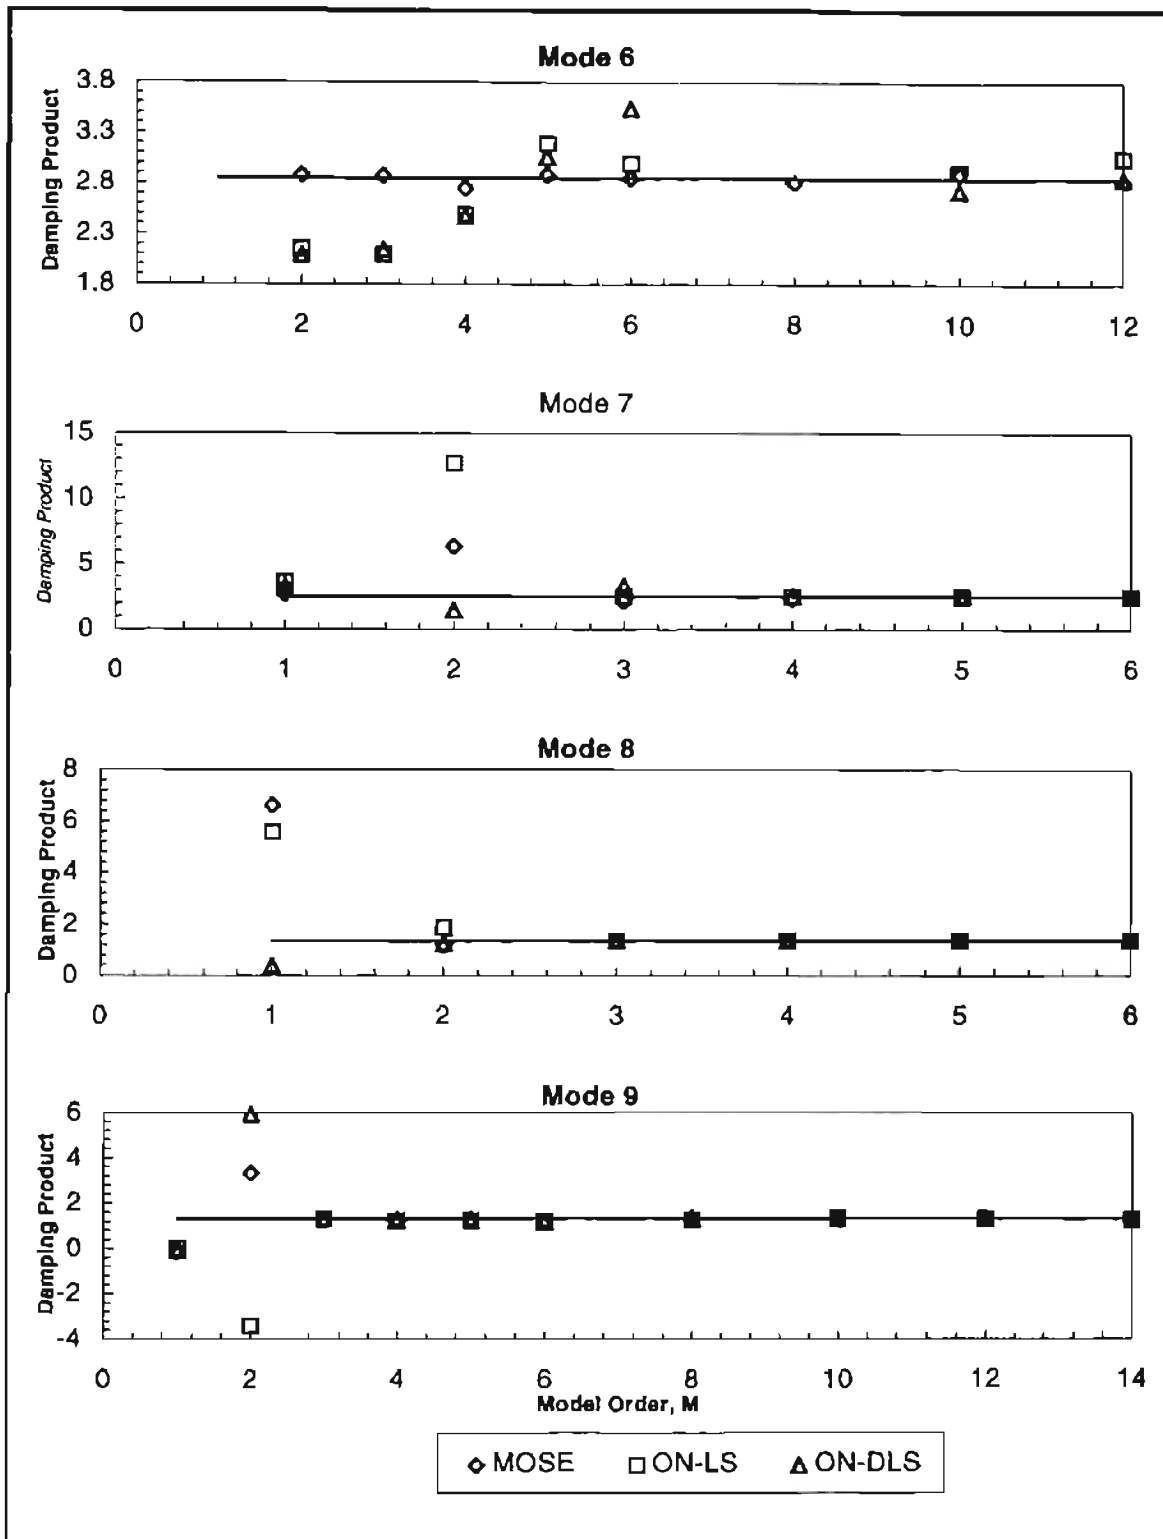 Mode 6
Damping Product
3.8
3.3
2.8
2.3
1.8
0 2 4 6 8 10 12
Mode 7
Damping Product
15
10
5
0
0 1 2 3 4 5 6
Mode 8
Damping Product
8
6
4
2
0
0 1 2 3 4 5 6
Mode 9
Damping Product
6
4
2
0
-2
-4
0 2 4 6 8 10 12 14
Model Order, M
MOSE ON-LS ON-DLS